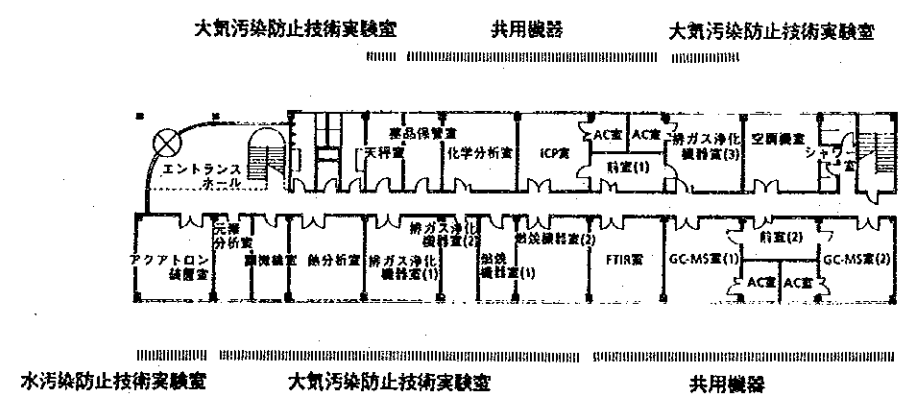 大気汚染防止技術実験室
共用機器
大気汚染防止技術実験室
薬品保管室
天秤室
化学分析室
ICP室
AC室
AC室
前室(1)
排ガス浄化
機器室(3)
空調機室
シャワー
室
エントランス
ホール
アクアトロン
装置室
元素
分析室
顕微鏡室
熱分析室
排ガス浄化
機器室(1)
排ガス浄化
機器室(2)
燃焼
機器室(1)
燃焼機器室(2)
FTIR室
GC-MS室(1)
前室(2)
AC室
AC室
GC-MS室(2)
水汚染防止技術実験室
大気汚染防止技術実験室
共用機器